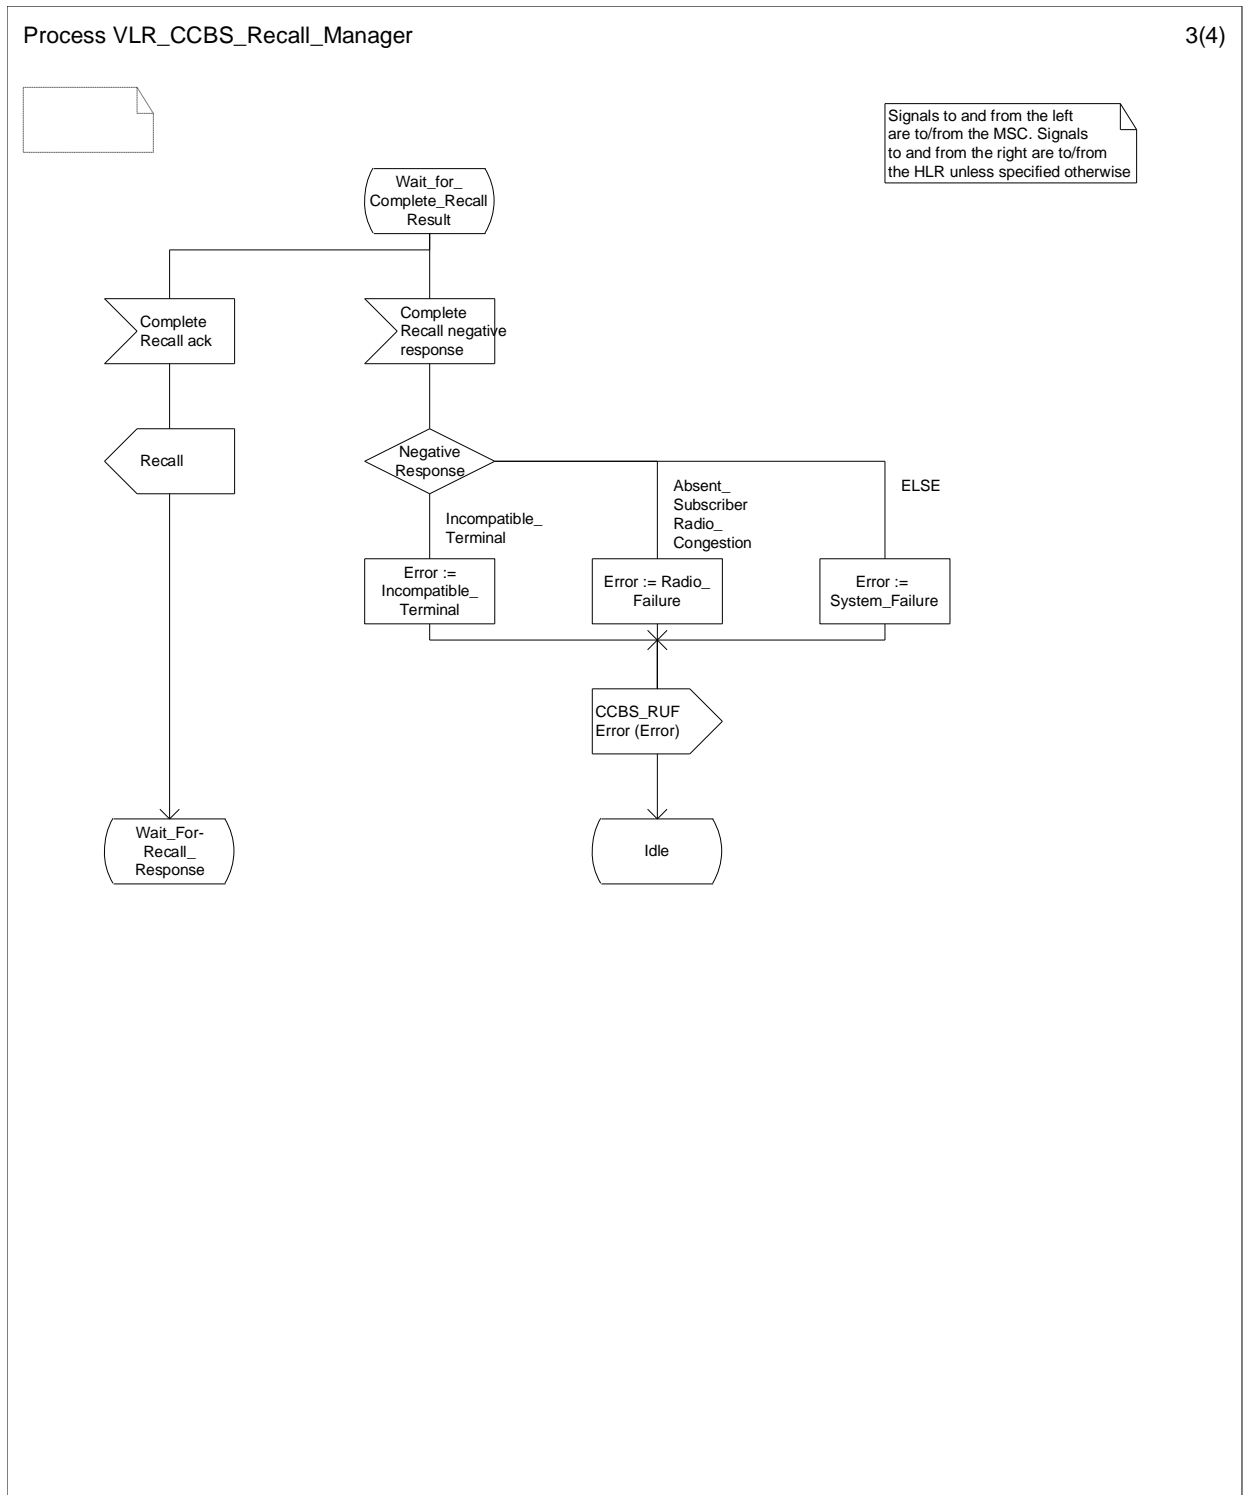 Process VLR_CCBS_Recall_Manager
3(4)
Signals to and from the left
are to/from the MSC. Signals
to and from the right are to/from
the HLR unless specified otherwise
Wait_for_
Complete_Recall
Result
Complete
Recall ack
Complete
Recall negative
response
Recall
Negative
Response
Incompatible_
Terminal
Absent_
Subscriber
Radio_
Congestion
ELSE
Error :=
Incompatible_
Terminal
Error := Radio_
Failure
Error :=
System_Failure
CCBS_RUF
Error (Error)
Wait_For-
Recall_
Response
Idle